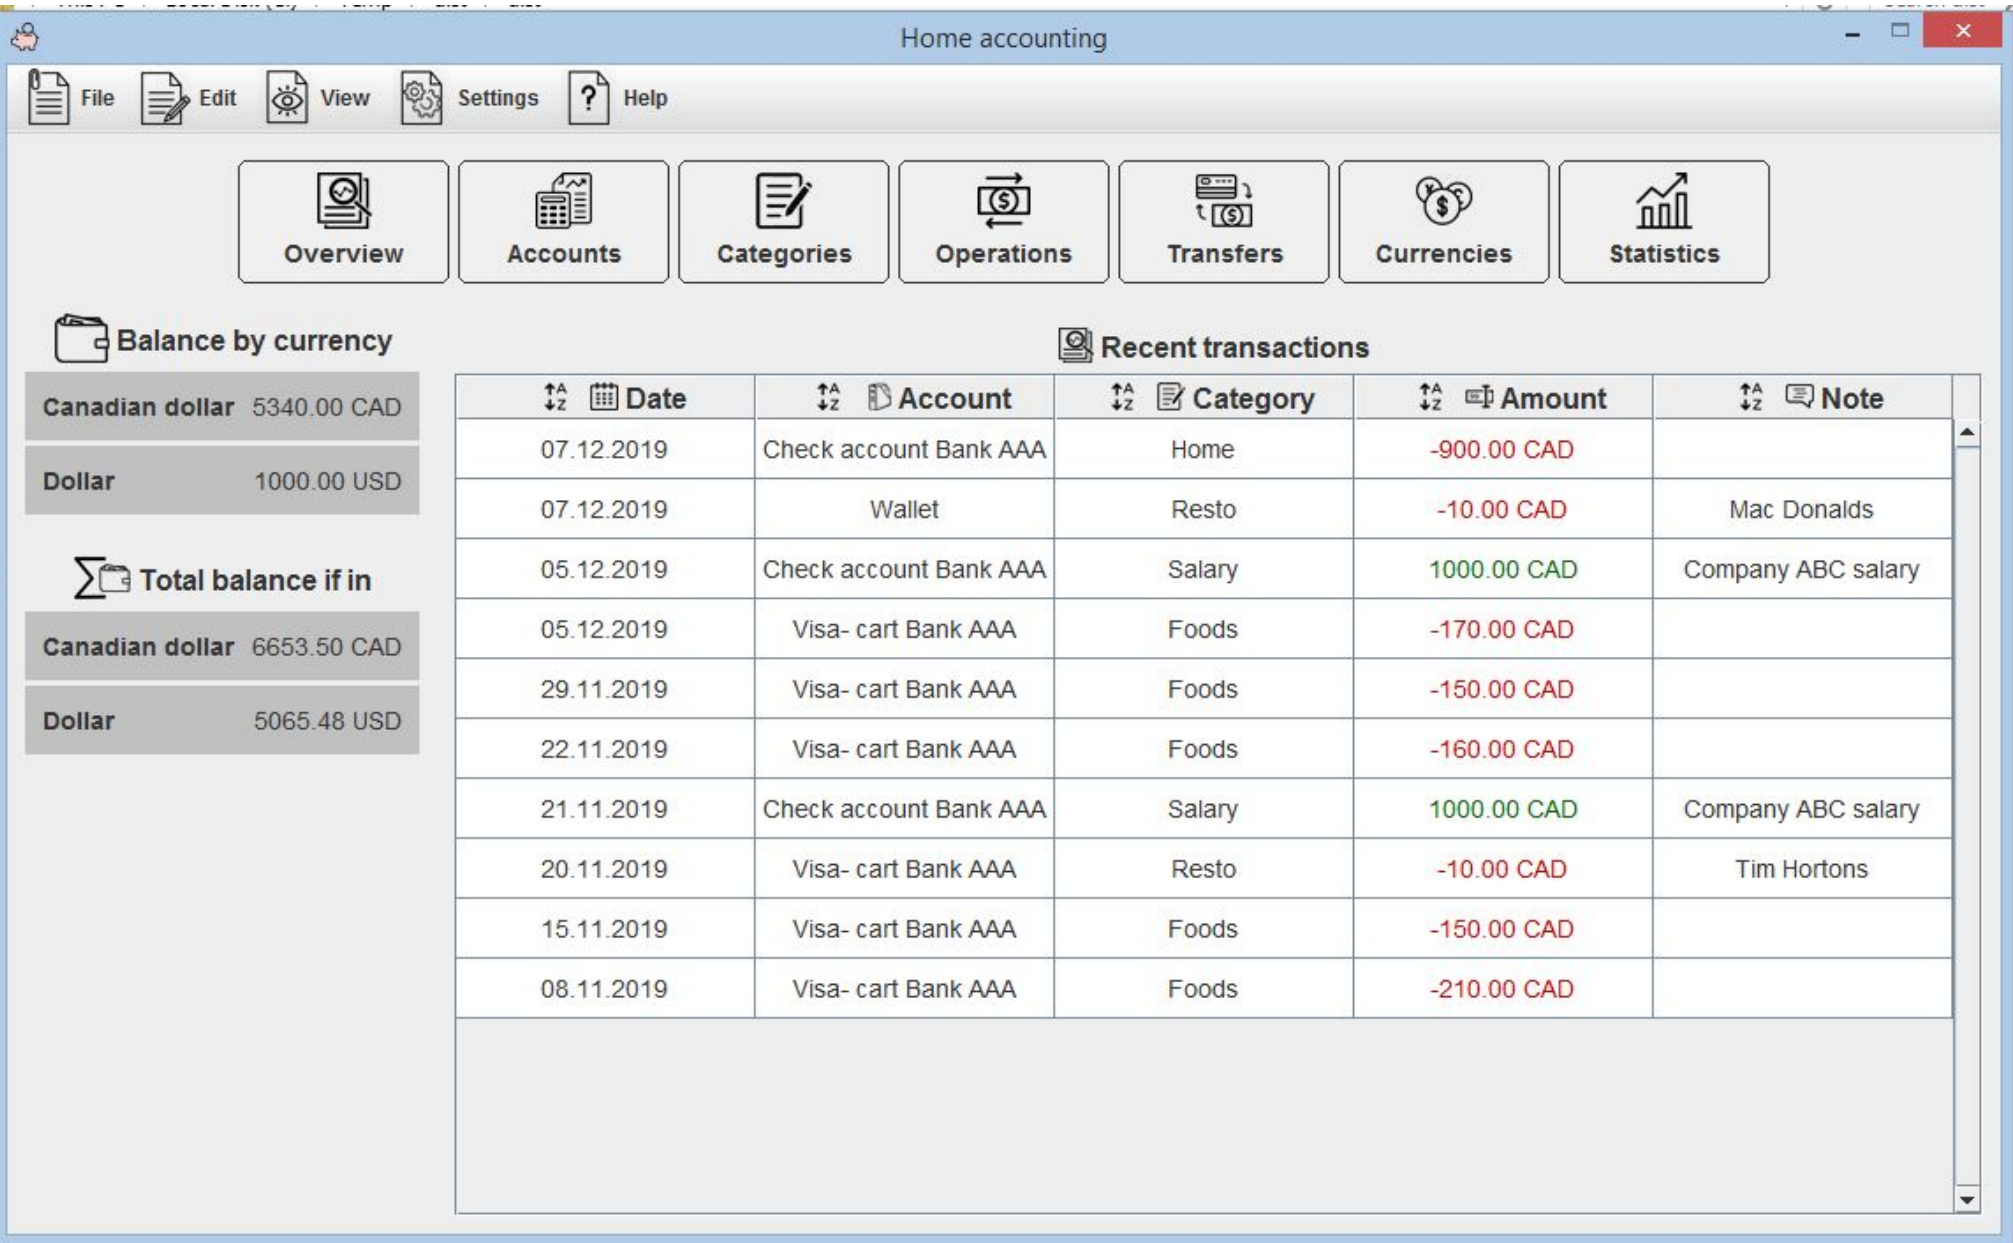 Home accounting
File Edit View Settings ? Help
Overview Accounts Categories Operations Transfers Currencies Statistics
Balance by currency
Canadian dollar 5340.00 CAD
Dollar 1000.00 USD
Total balance if in
Canadian dollar 6653.50 CAD
Dollar 5065.48 USD
Recent transactions
Date Account Category Amount Note
07.12.2019 Check account Bank AAA Home -900.00 CAD
07.12.2019 Wallet Resto -10.00 CAD Mac Donalds
05.12.2019 Check account Bank AAA Salary 1000.00 CAD Company ABC salary
05.12.2019 Visa- cart Bank AAA Foods -170.00 CAD
29.11.2019 Visa- cart Bank AAA Foods -150.00 CAD
22.11.2019 Visa- cart Bank AAA Foods -160.00 CAD
21.11.2019 Check account Bank AAA Salary 1000.00 CAD Company ABC salary
20.11.2019 Visa- cart Bank AAA Resto -10.00 CAD Tim Hortons
15.11.2019 Visa- cart Bank AAA Foods -150.00 CAD
08.11.2019 Visa- cart Bank AAA Foods -210.00 CAD